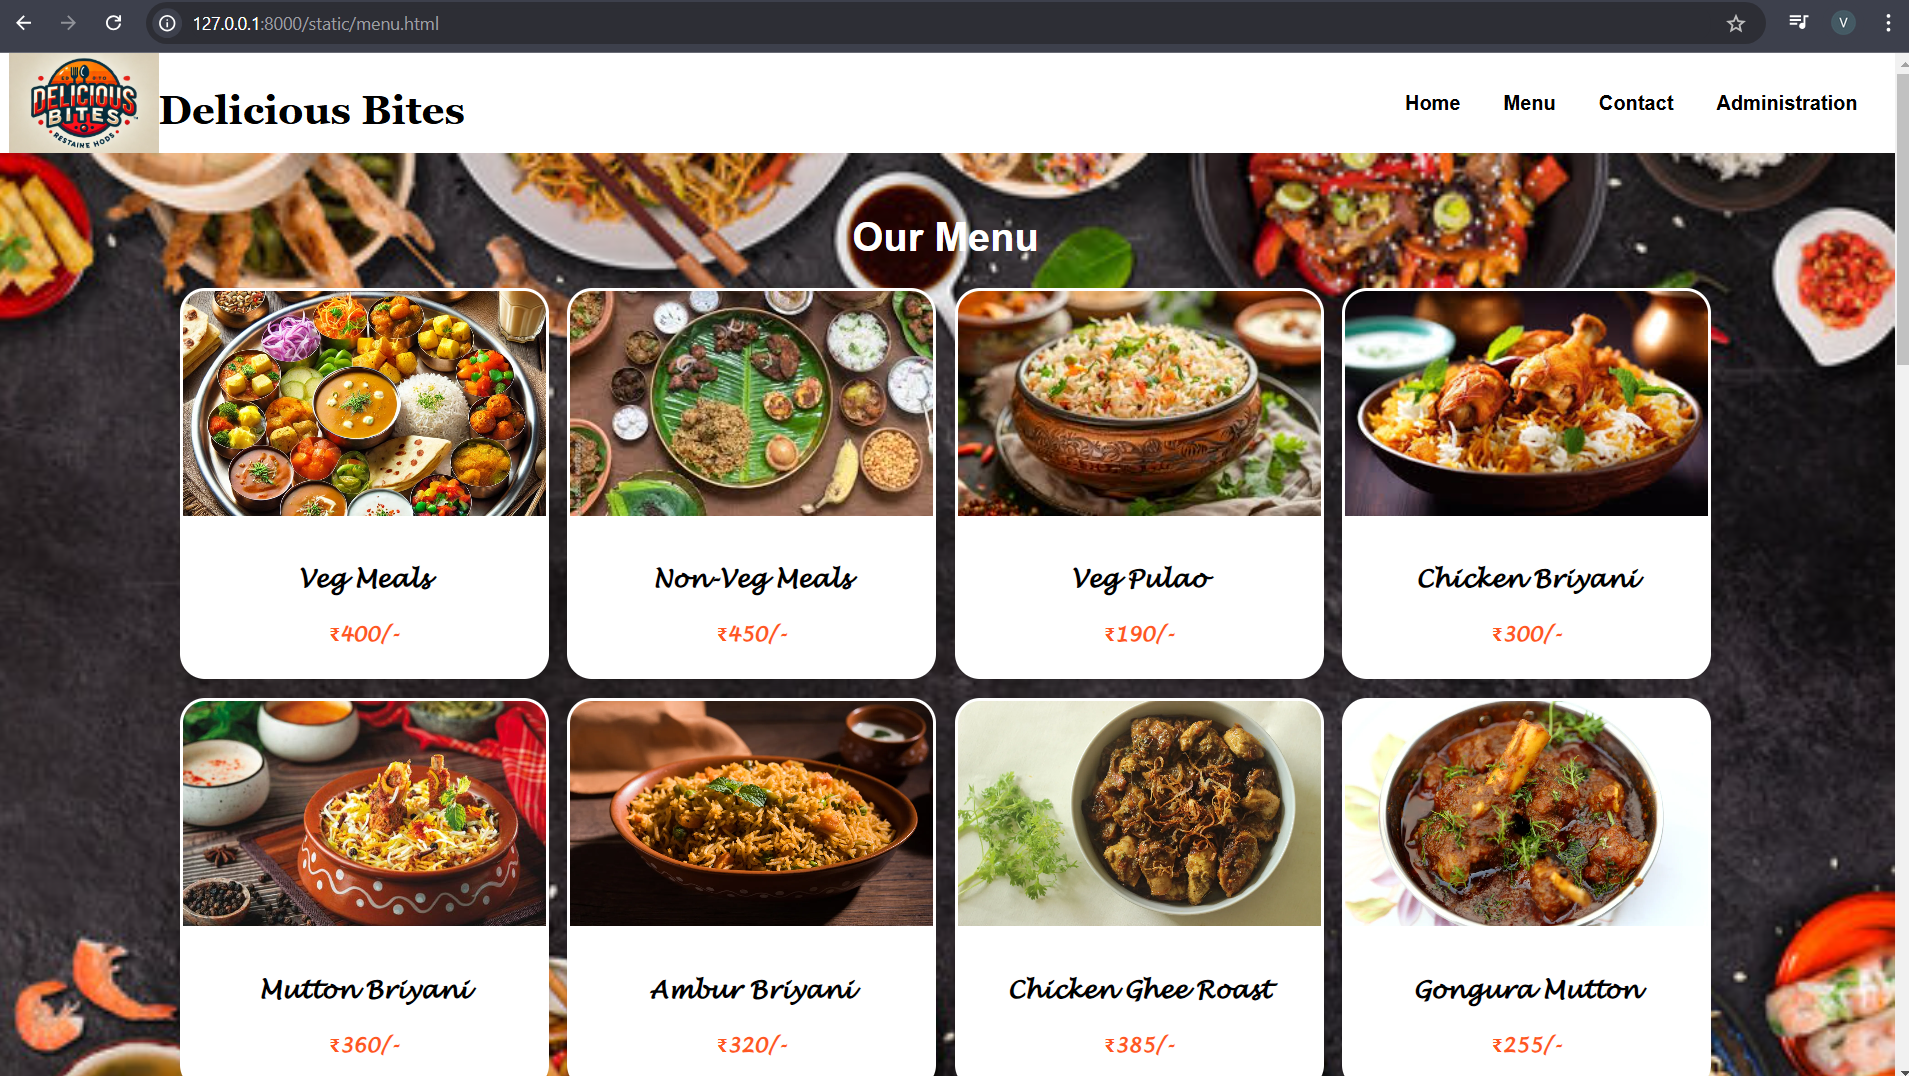 127.0.0.1:8000/static/menu.html
V
DELICIOUS
BITES
RESTAINE HODS
Delicious Bites
Home Menu Contact Administration
Our Menu
Veg Meals
₹400/-
Non-Veg Meals
₹450/-
Veg Pulao
₹190/-
Chicken Briyani
₹300/-
Mutton Briyani
₹360/-
Ambur Briyani
₹320/-
Chicken Ghee Roast
₹385/-
Gongura Mutton
₹255/-